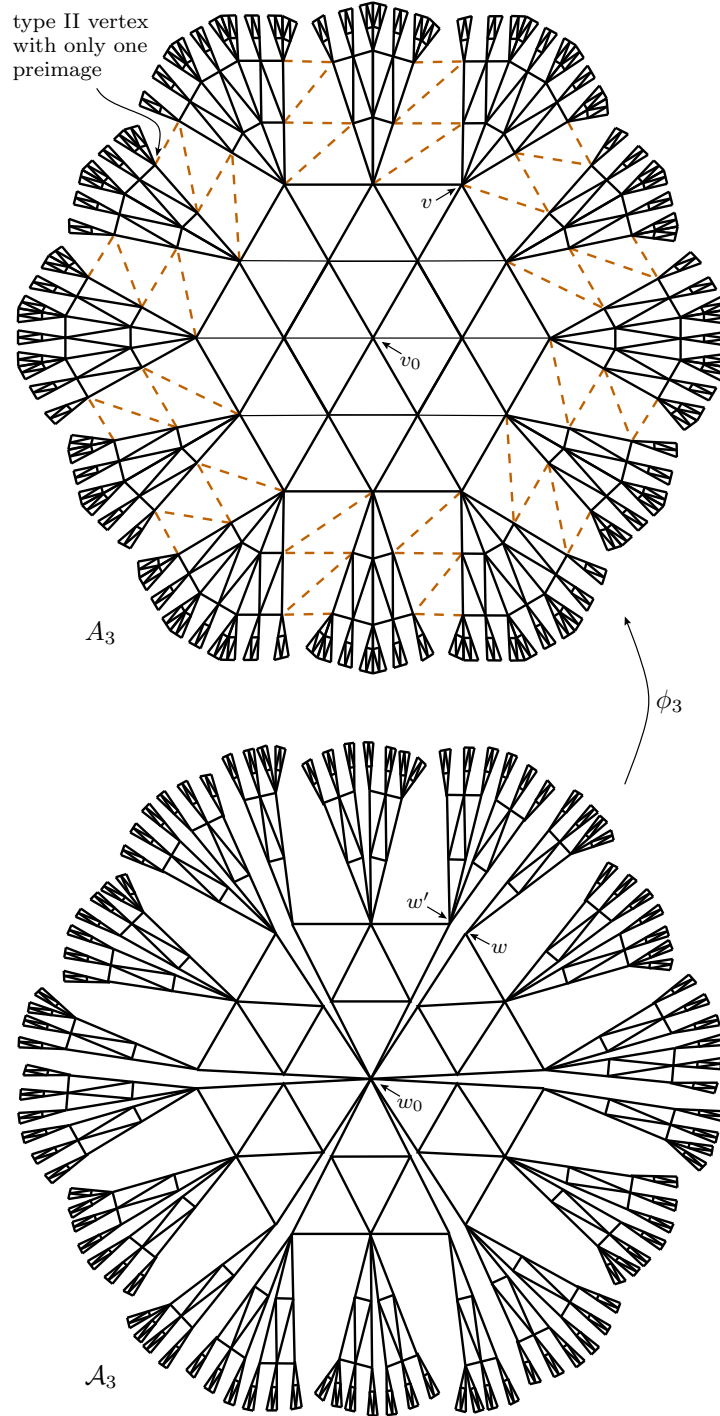 type II vertex
with only one
preimage
v
v₀
A₃
ϕ₃
w′
w
w₀
𝒜₃